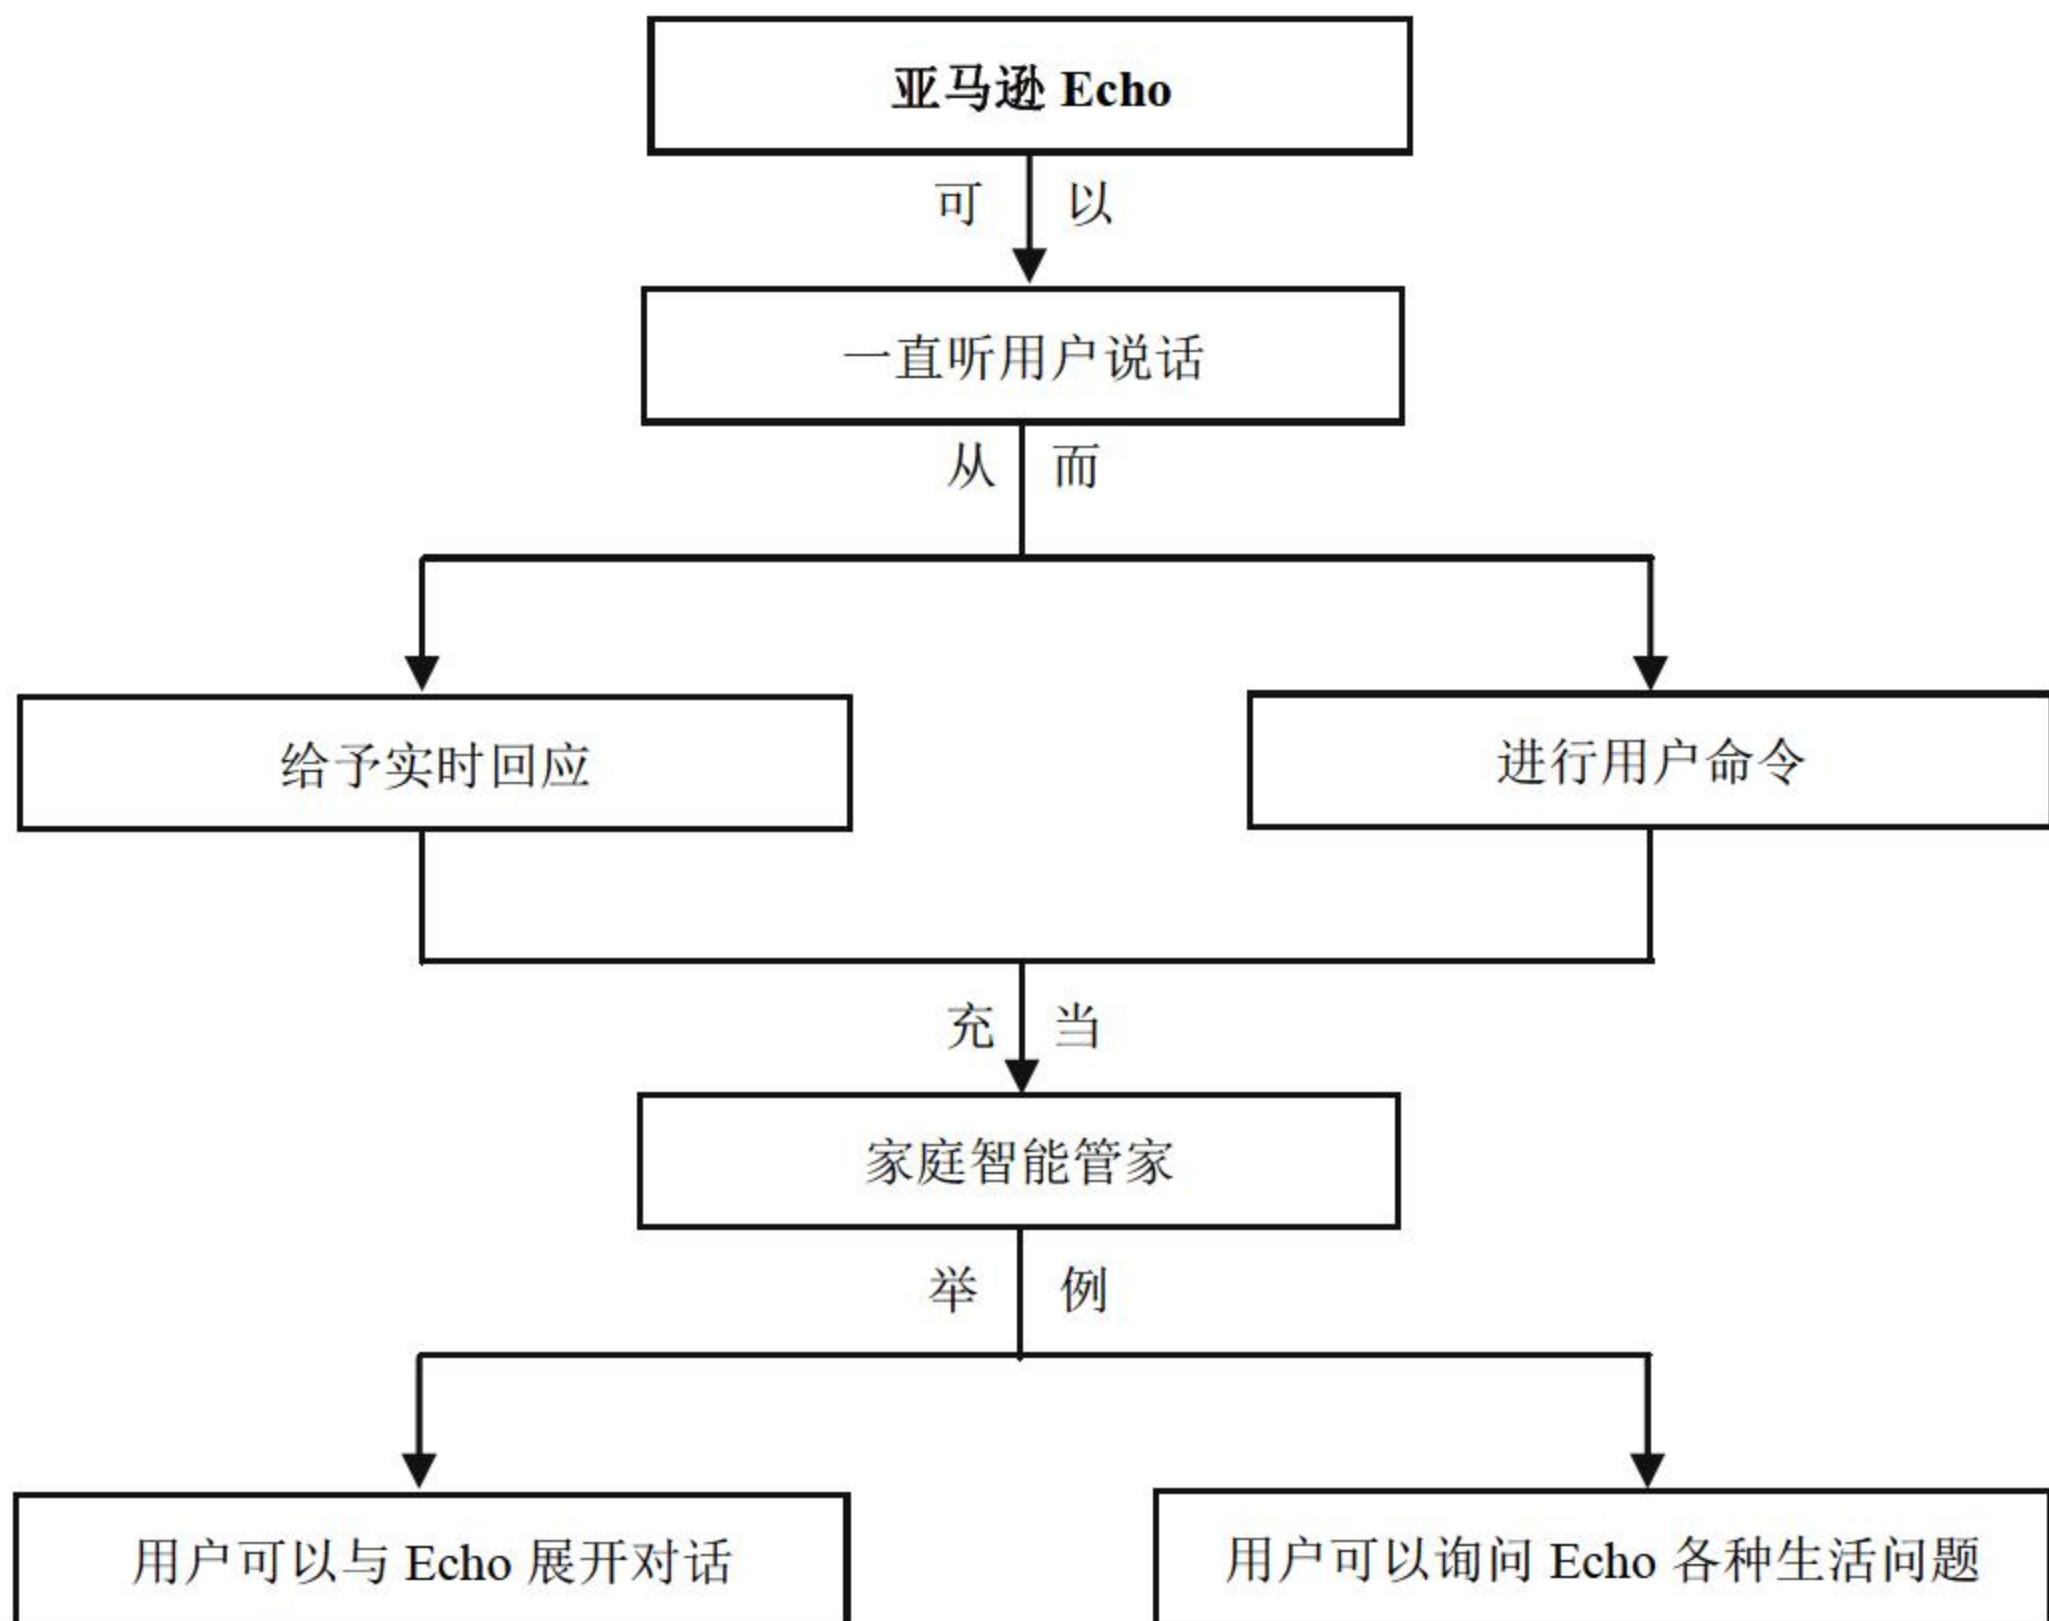 亚马逊 Echo
可 以
一直听用户说话
从 而
给予实时回应
进行用户命令
充 当
家庭智能管家
举 例
用户可以与 Echo 展开对话
用户可以询问 Echo 各种生活问题